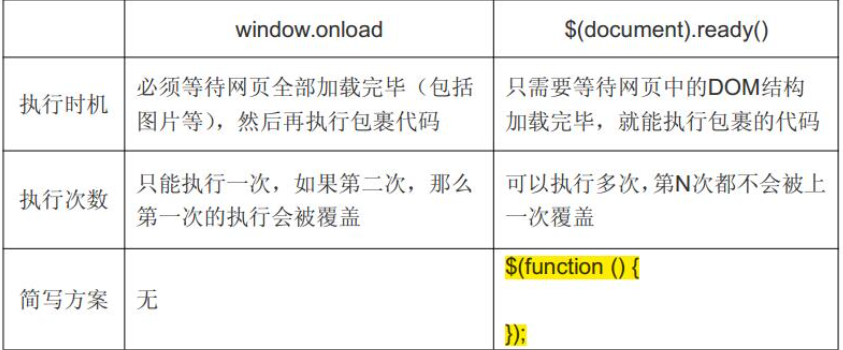 window.onload
$(document).ready()
执行时机
必须等待网页全部加载完毕（包括
图片等），然后再执行包裹代码
只需要等待网页中的DOM结构
加载完毕，就能执行包裹的代码
执行次数
只能执行一次，如果第二次，那么
第一次的执行会被覆盖
可以执行多次，第N次都不会被上
一次覆盖
简写方案
无
$(function () {
});